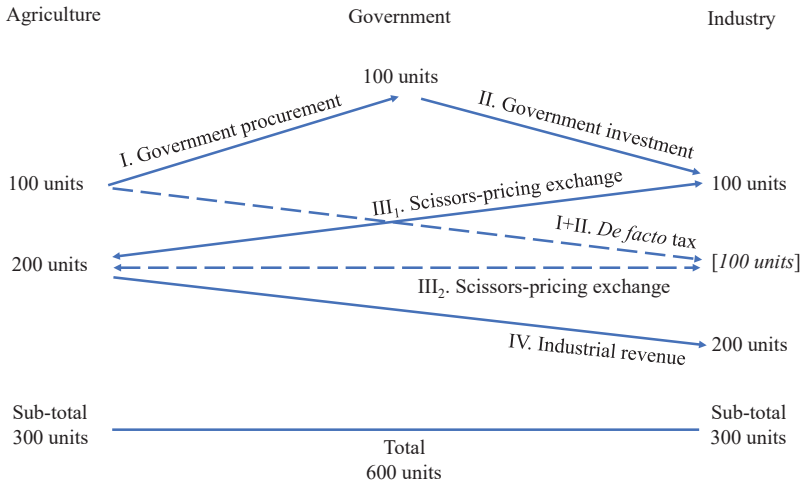 Agriculture
Government
Industry
100 units
I. Government procurement
II. Government investment
100 units
100 units
III₁. Scissors-pricing exchange
I+II. De facto tax
200 units
[100 units]
III₂. Scissors-pricing exchange
IV. Industrial revenue
200 units
Sub-total
300 units
Sub-total
300 units
Total
600 units